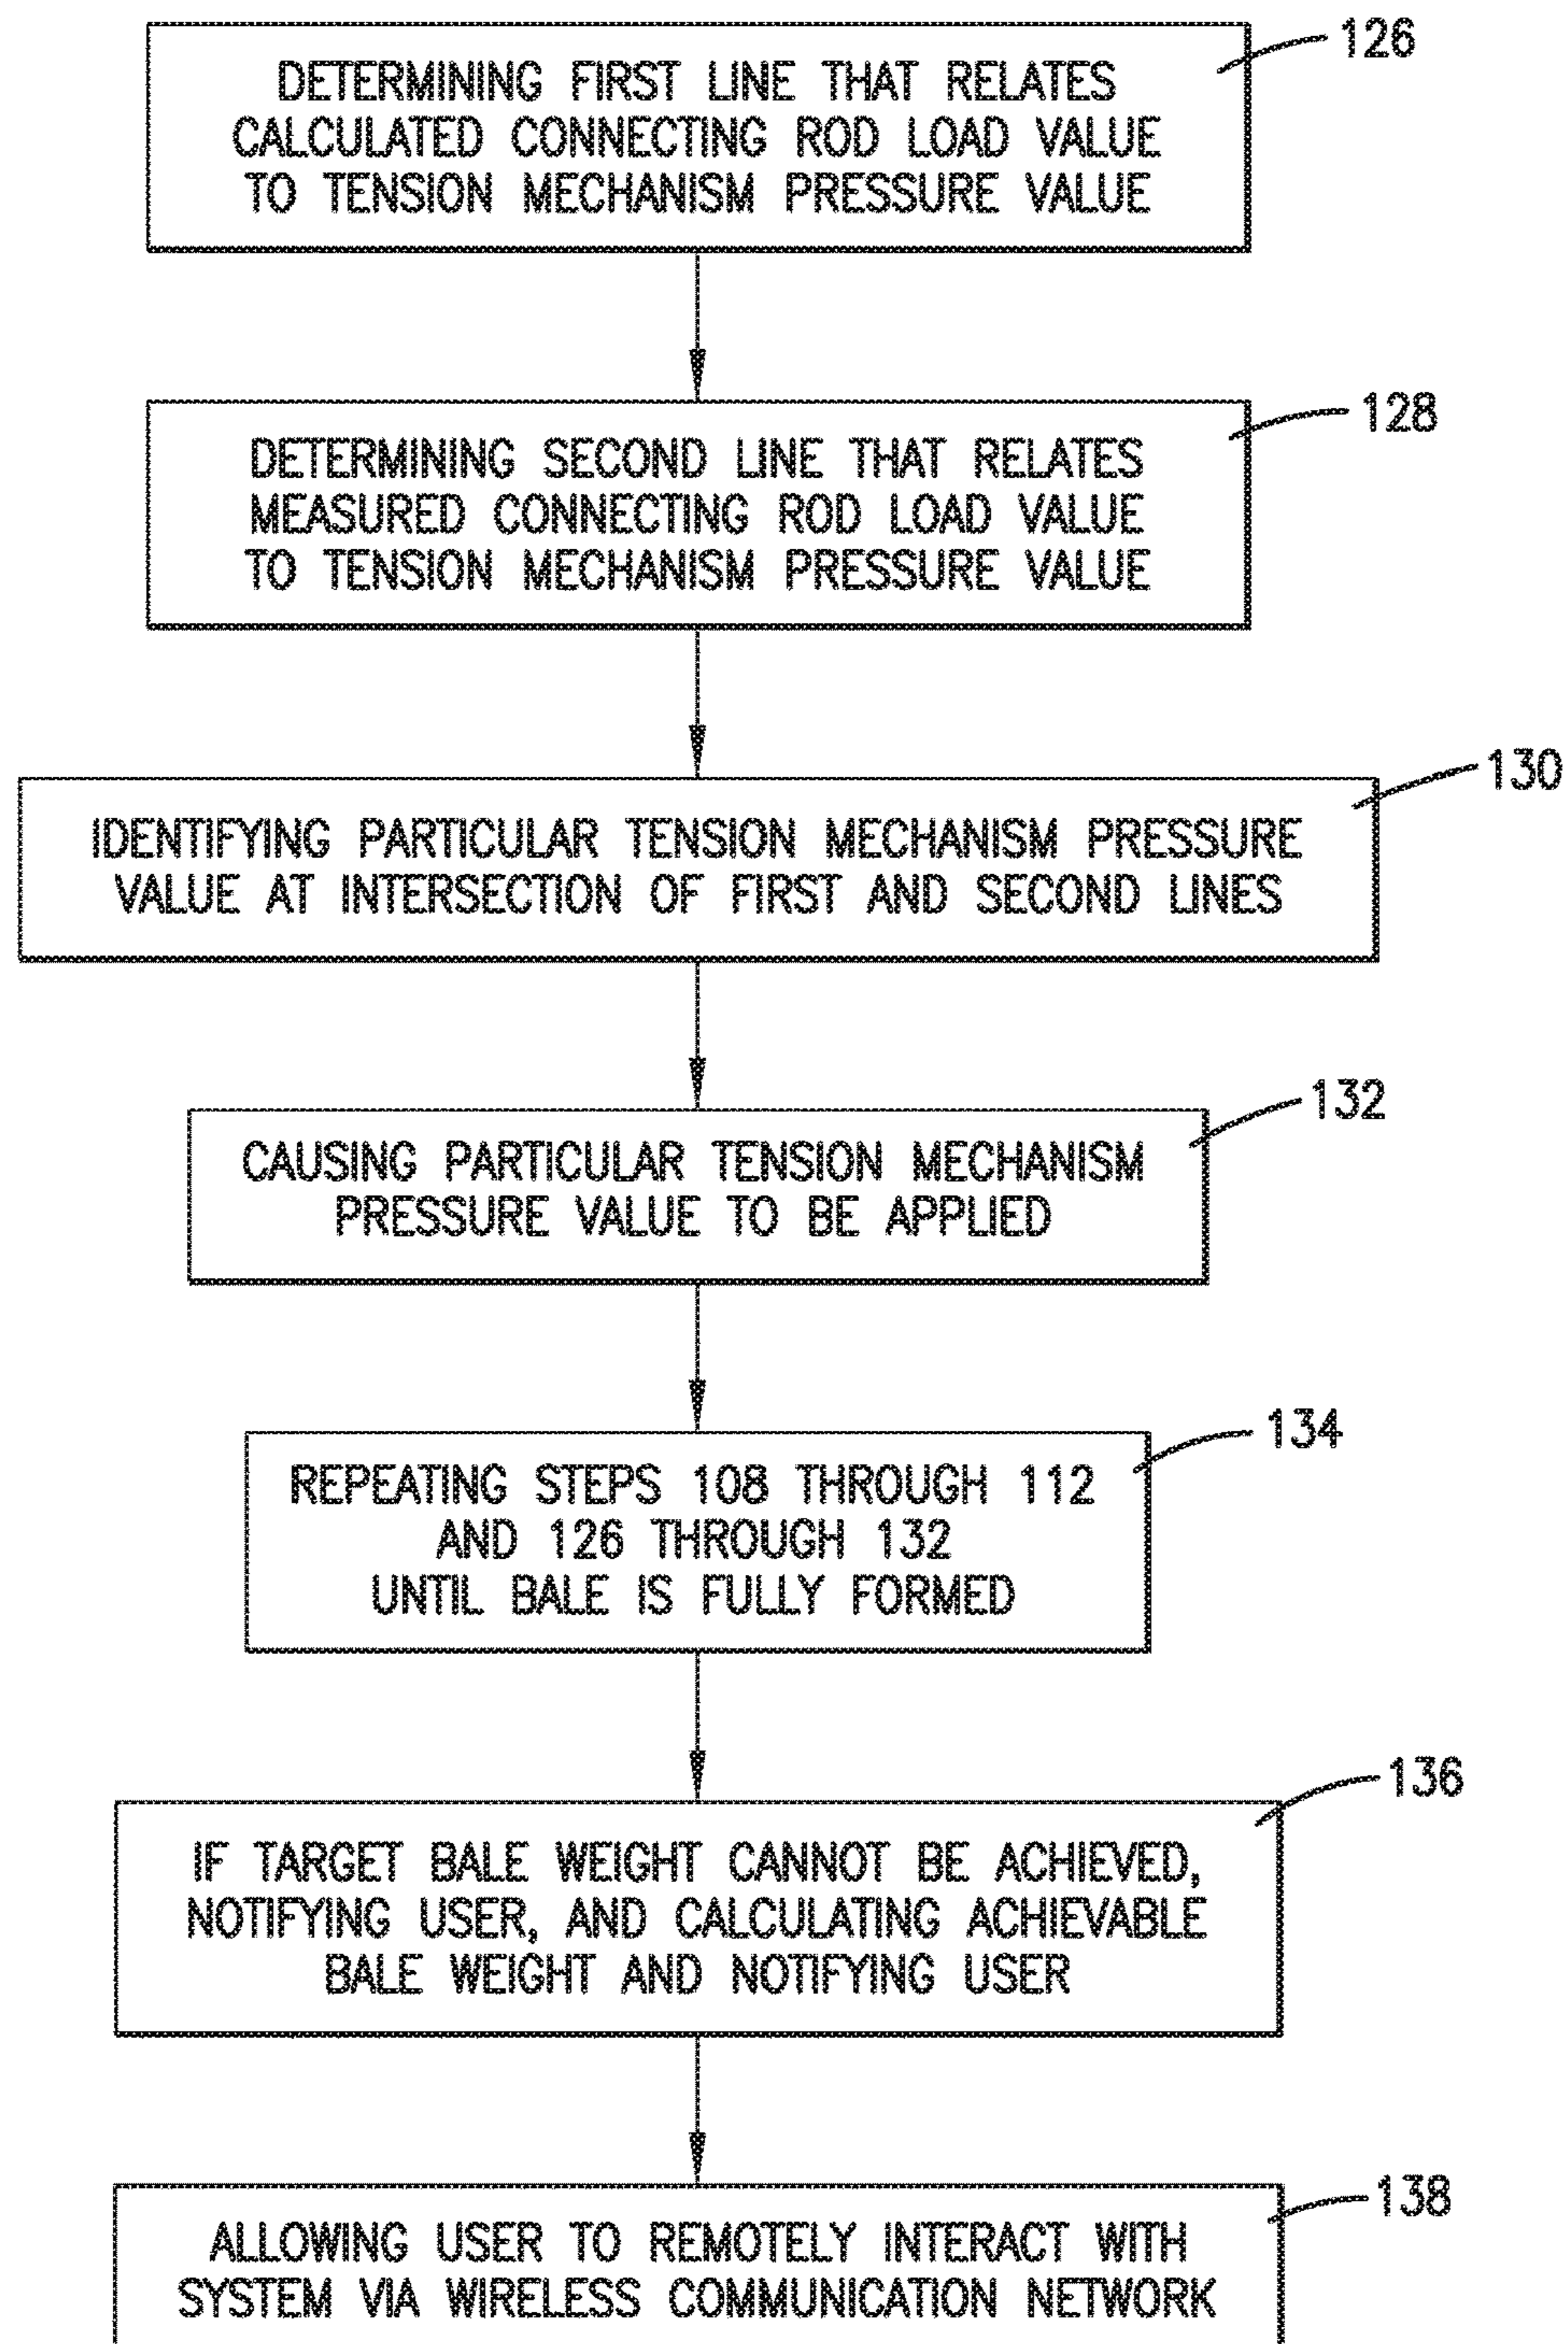 126
DETERMINING FIRST LINE THAT RELATES
CALCULATED CONNECTING ROD LOAD VALUE
TO TENSION MECHANISM PRESSURE VALUE
128
DETERMINING SECOND LINE THAT RELATES
MEASURED CONNECTING ROD LOAD VALUE
TO TENSION MECHANISM PRESSURE VALUE
130
IDENTIFYING PARTICULAR TENSION MECHANISM PRESSURE
VALUE AT INTERSECTION OF FIRST AND SECOND LINES
132
CAUSING PARTICULAR TENSION MECHANISM
PRESSURE VALUE TO BE APPLIED
134
REPEATING STEPS 108 THROUGH 112
AND 126 THROUGH 132
UNTIL BALE IS FULLY FORMED
136
IF TARGET BALE WEIGHT CANNOT BE ACHIEVED,
NOTIFYING USER, AND CALCULATING ACHIEVABLE
BALE WEIGHT AND NOTIFYING USER
138
ALLOWING USER TO REMOTELY INTERACT WITH
SYSTEM VIA WIRELESS COMMUNICATION NETWORK